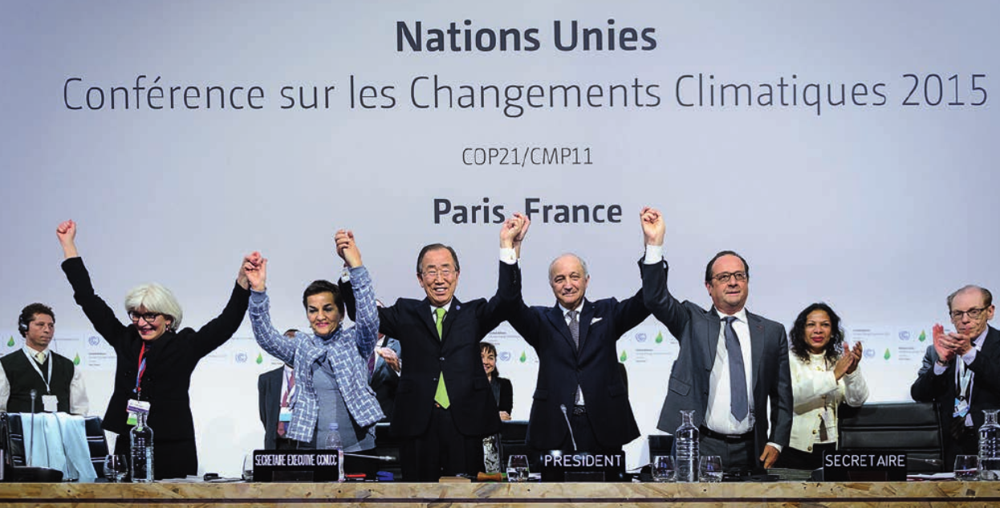 Nations Unies
Conférence sur les Changements Climatiques 2015
COP21/CMP11
Paris, France
SECRETAIRE EXECUTIVE CCNUCC
PRESIDENT
SECRETAIRE